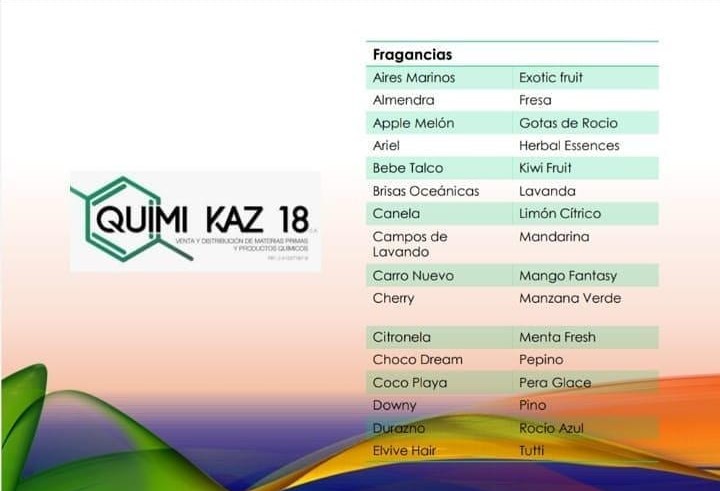 Fragancias
Aires Marinos Exotic fruit
Almendra Fresa
Apple Melón Gotas de Rocio
Ariel Herbal Essences
Bebe Talco Kiwi Fruit
Brisas Oceánicas Lavanda
Canela Limón Cítrico
Campos de Mandarina
Lavando
Carro Nuevo Mango Fantasy
Cherry Manzana Verde
Citronela Menta Fresh
Choco Dream Pepino
Coco Playa Pera Glace
Downy Pino
Durazno Rocío Azul
Elvive Hair Tutti
QUIMI KAZ 18
VENTA Y DISTRIBUCIÓN DE MATERIAS PRIMAS
Y PRODUCTOS QUIMICOS